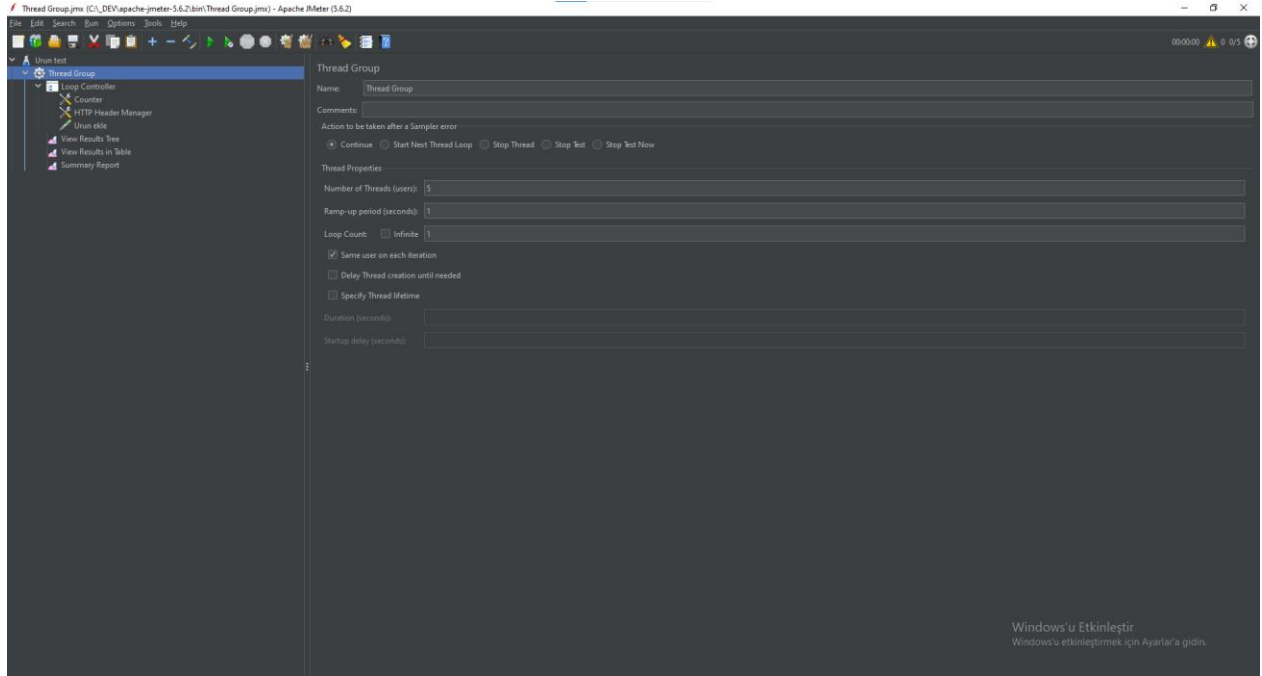 Thread Group.jmx (C:\_DEV\apache-jmeter-5.6.2\bin\Thread Group.jmx) - Apache JMeter (5.6.2)
File Edit Search Run Options Tools Help
00:00:00 0 0/5
Urun test
Thread Group
Loop Controller
Counter
HTTP Header Manager
Urun ekle
View Results Tree
View Results in Table
Summary Report
Thread Group
Name: Thread Group
Comments:
Action to be taken after a Sampler error
Continue Start Next Thread Loop Stop Thread Stop Test Stop Test Now
Thread Properties
Number of Threads (users): 5
Ramp-up period (seconds): 1
Loop Count: Infinite 1
Same user on each iteration
Delay Thread creation until needed
Specify Thread lifetime
Duration (seconds):
Startup delay (seconds):
Windows'u Etkinleştir
Windows'u etkinleştirmek için Ayarlar'a gidin.